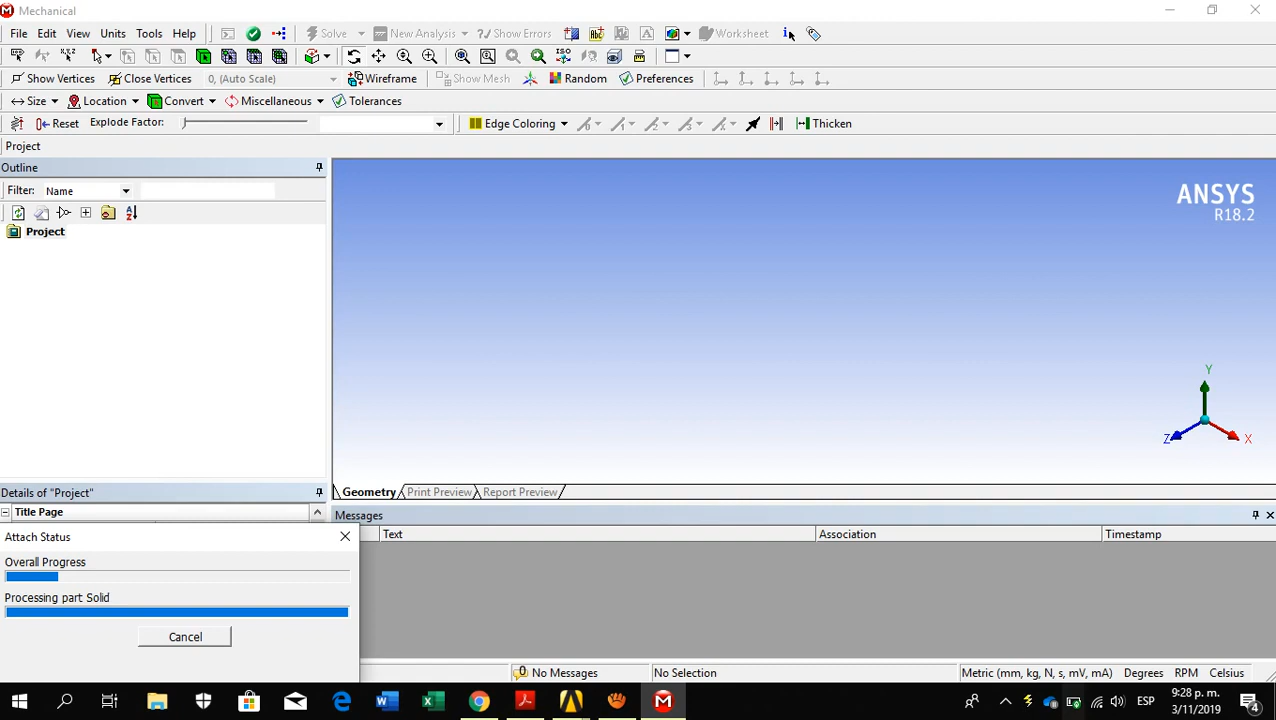 Mechanical
File Edit View Units Tools Help Solve New Analysis Show Errors Worksheet
Show Vertices Close Vertices 0, (Auto Scale) Wireframe Show Mesh Random Preferences
Size Location Convert Miscellaneous Tolerances
Reset Explode Factor: Edge Coloring Thicken
Project
Outline
Filter: Name
Project
ANSYS
R18.2
Y
Z
X
Geometry Print Preview Report Preview
Details of "Project"
Title Page
Messages
Text Association Timestamp
Attach Status
Overall Progress
Processing part Solid
Cancel
0 No Messages No Selection Metric (mm, kg, N, s, mV, mA) Degrees RPM Celsius
ESP
9:28 p. m.
3/11/2019
4